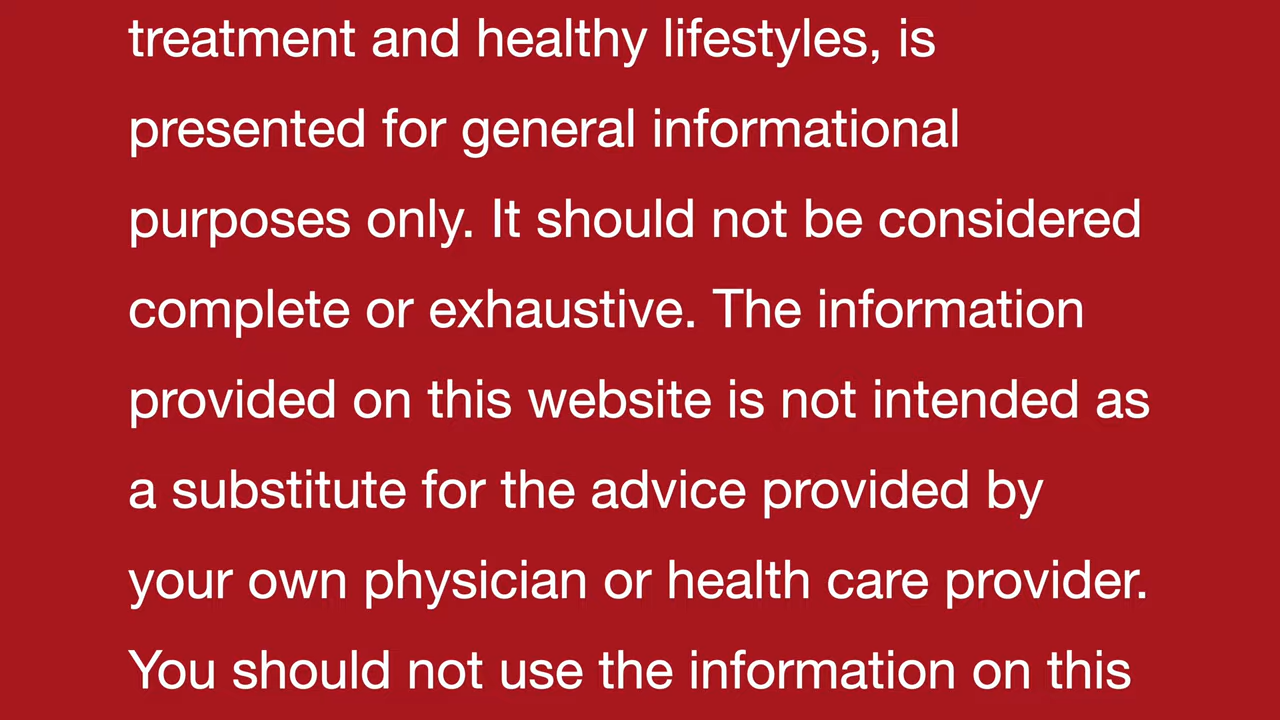 treatment and healthy lifestyles, is
presented for general informational
purposes only. It should not be considered
complete or exhaustive. The information
provided on this website is not intended as
a substitute for the advice provided by
your own physician or health care provider.
You should not use the information on this